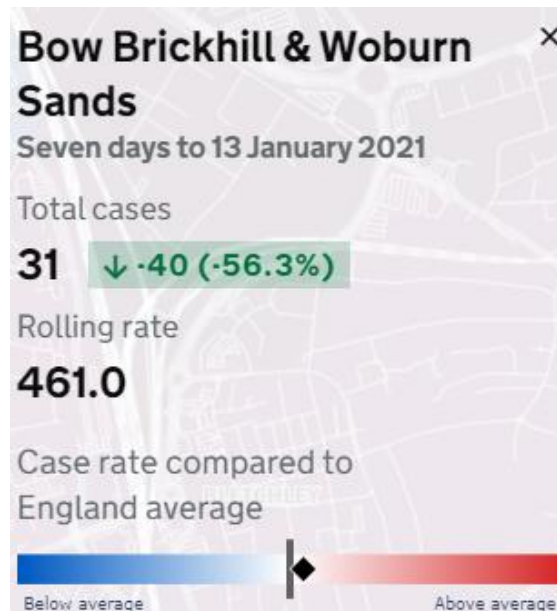 Bow Brickhill & Woburn
Sands
Seven days to 13 January 2021
Total cases
31 ↓ -40 (-56.3%)
Rolling rate
461.0
Case rate compared to
England average
BLETCHLEY
Below average Above average